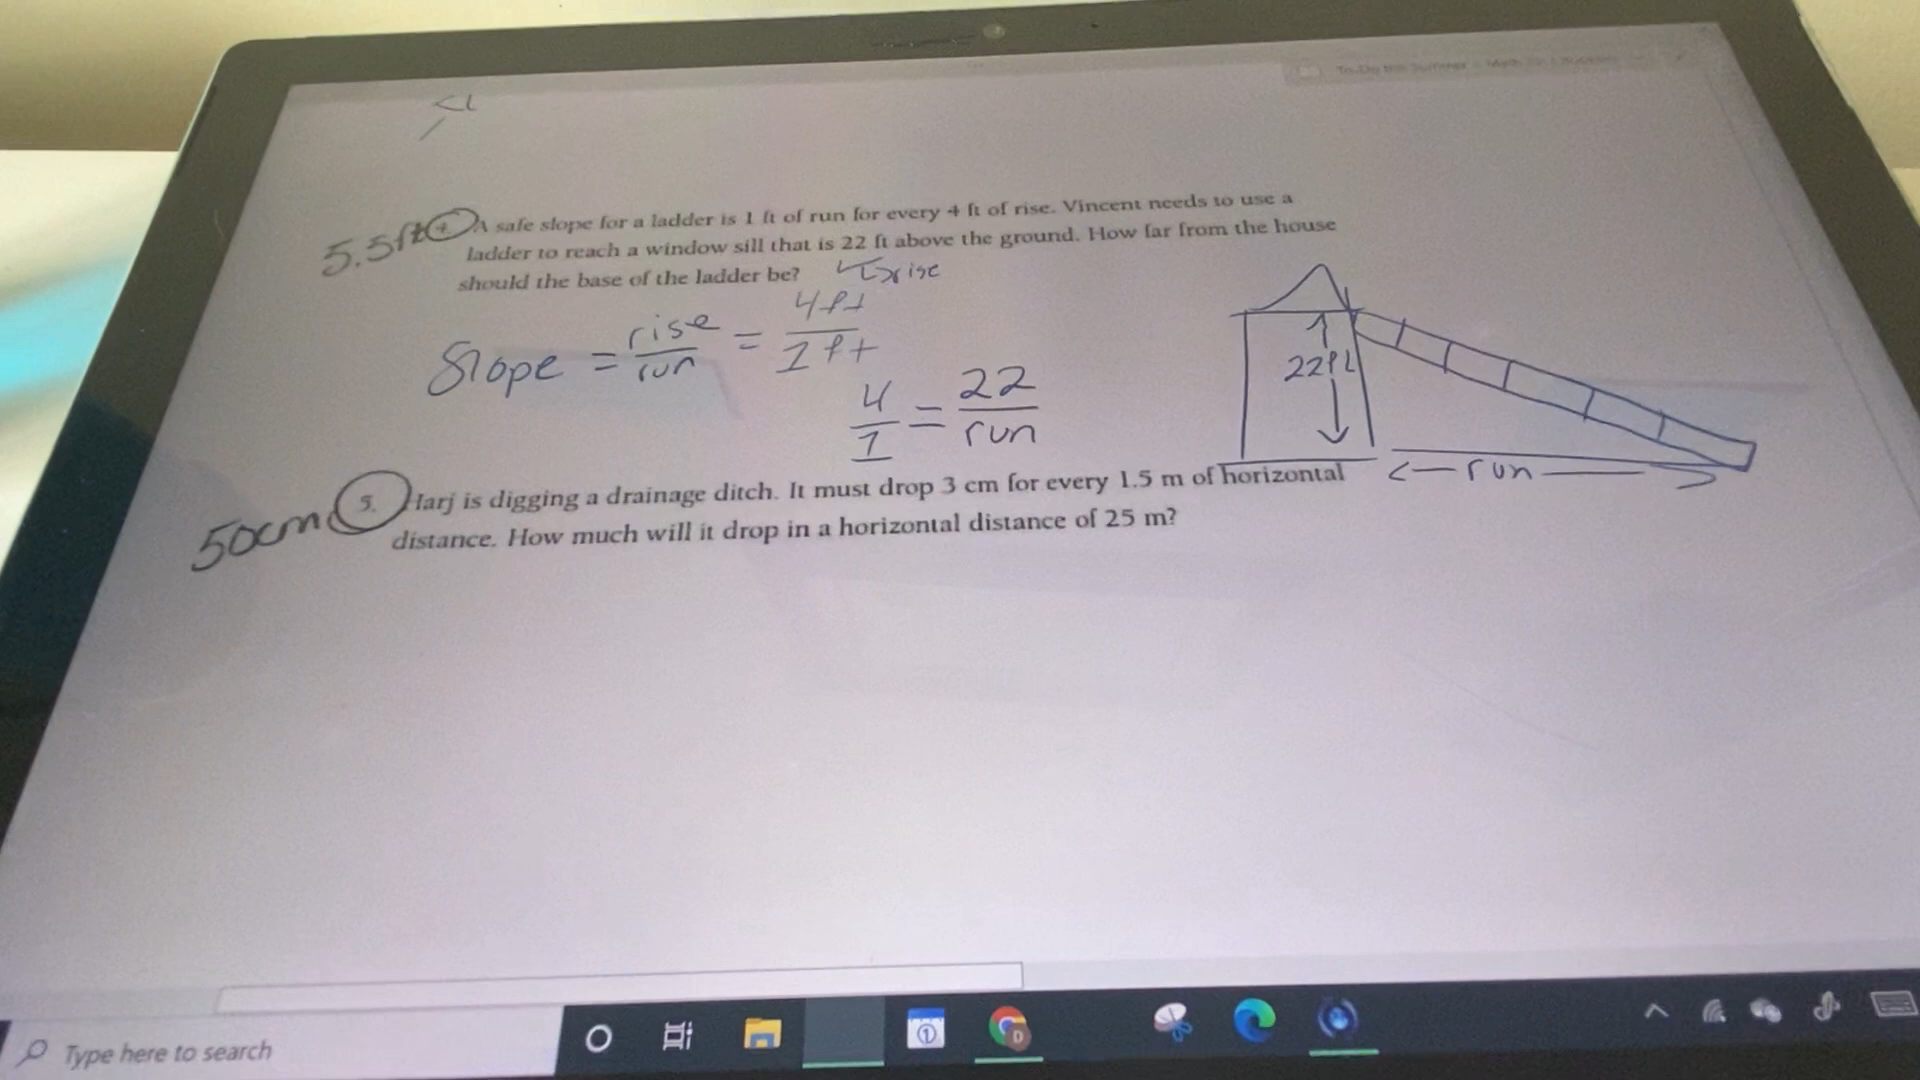 5.5ft 4. A safe slope for a ladder is 1 ft of run for every 4 ft of rise. Vincent needs to use a
ladder to reach a window sill that is 22 ft above the ground. How far from the house
should the base of the ladder be?
rise
Slope = rise/run = 4ft/1ft
4/1 = 22/run
22ft
run
50cm 5. Harj is digging a drainage ditch. It must drop 3 cm for every 1.5 m of horizontal
distance. How much will it drop in a horizontal distance of 25 m?
Type here to search